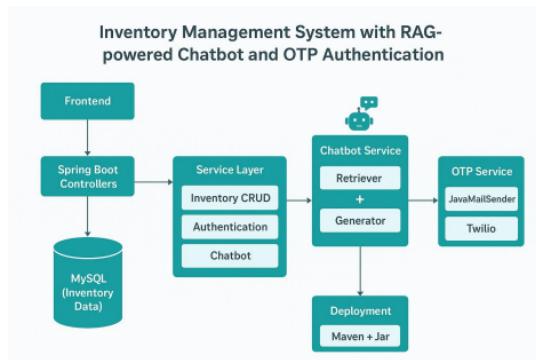 Inventory Management System with RAG-
powered Chatbot and OTP Authentication
Frontend
Spring Boot
Controllers
MySQL
(Inventory
Data)
Service Layer
Inventory CRUD
Authentication
Chatbot
Chatbot Service
Retriever
+
Generator
OTP Service
JavaMailSender
Twilio
Deployment
Maven + Jar